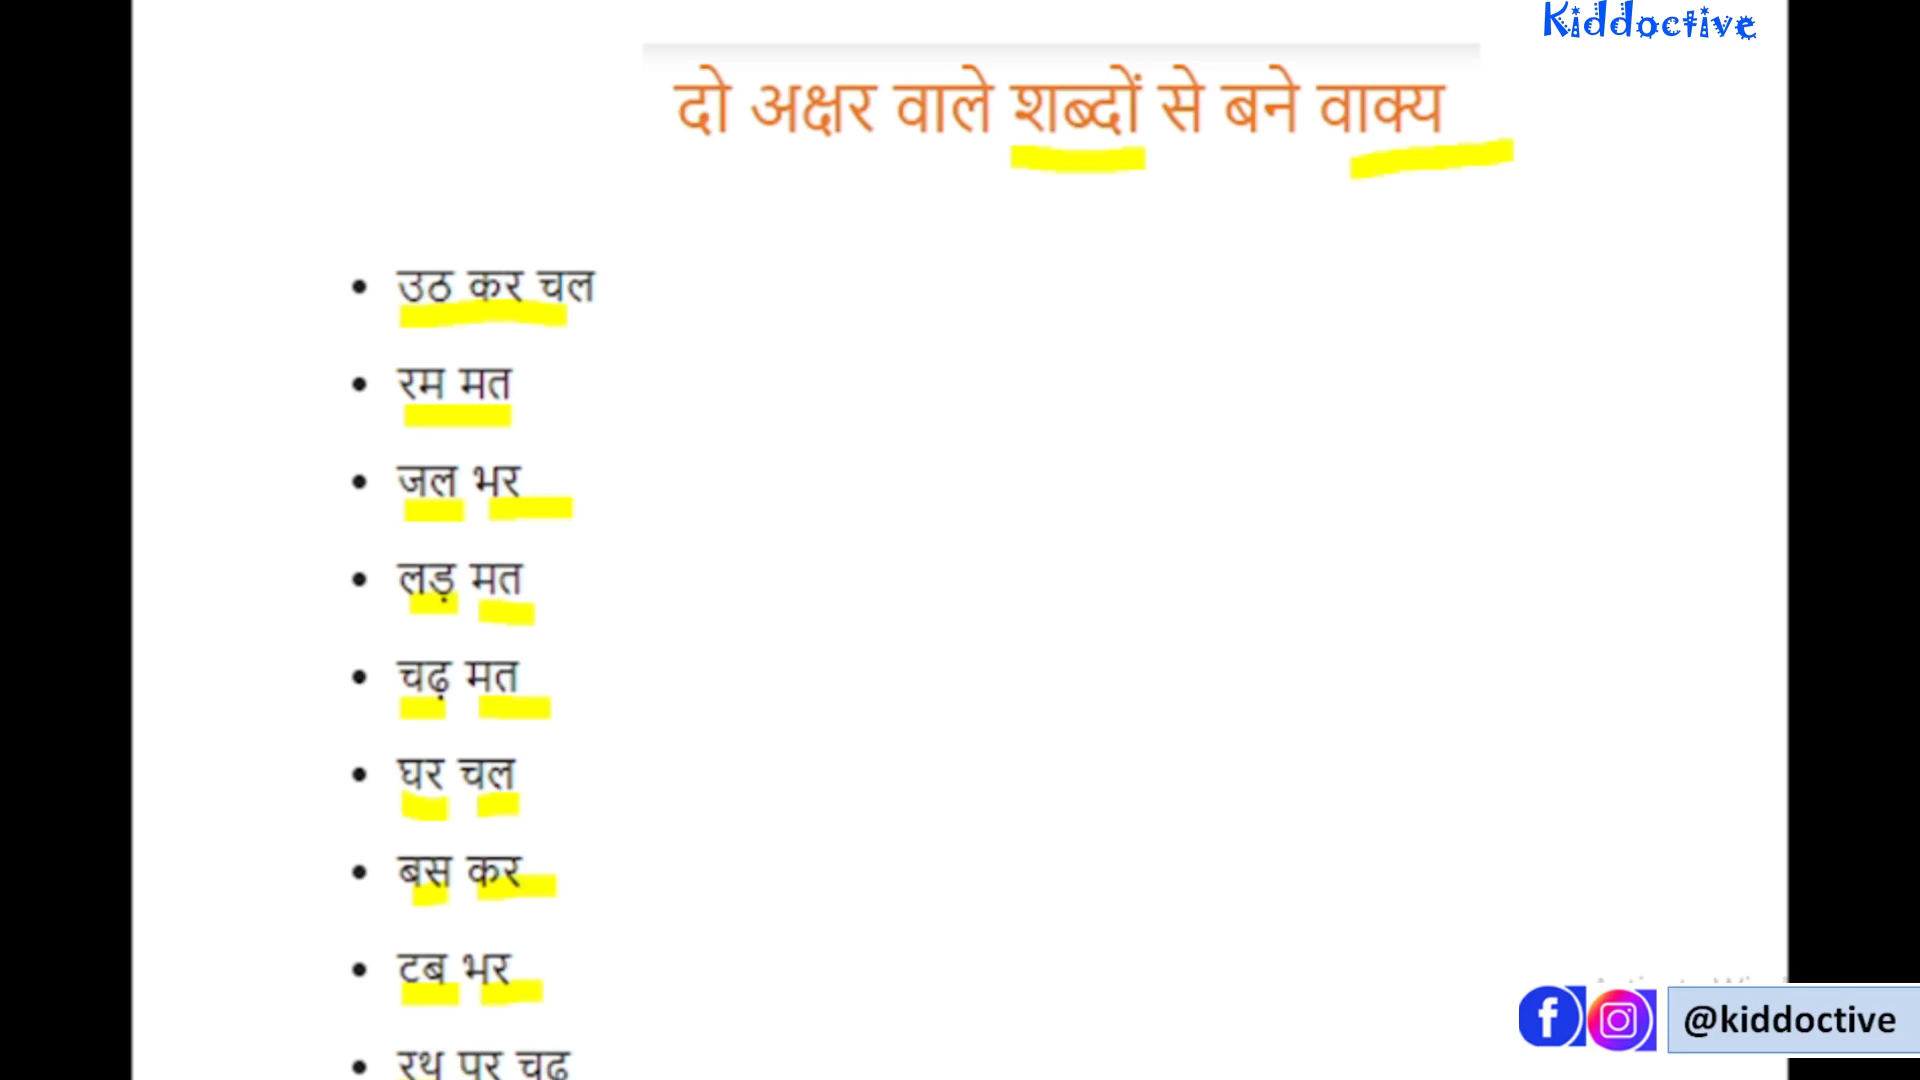 Kiddoctive
दो अक्षर वाले शब्दों से बने वाक्य
• उठ कर चल
• रम मत
• जल भर
• लड़ मत
• चढ़ मत
• घर चल
• बस कर
• टब भर
• रथ पर चढ़
@kiddoctive